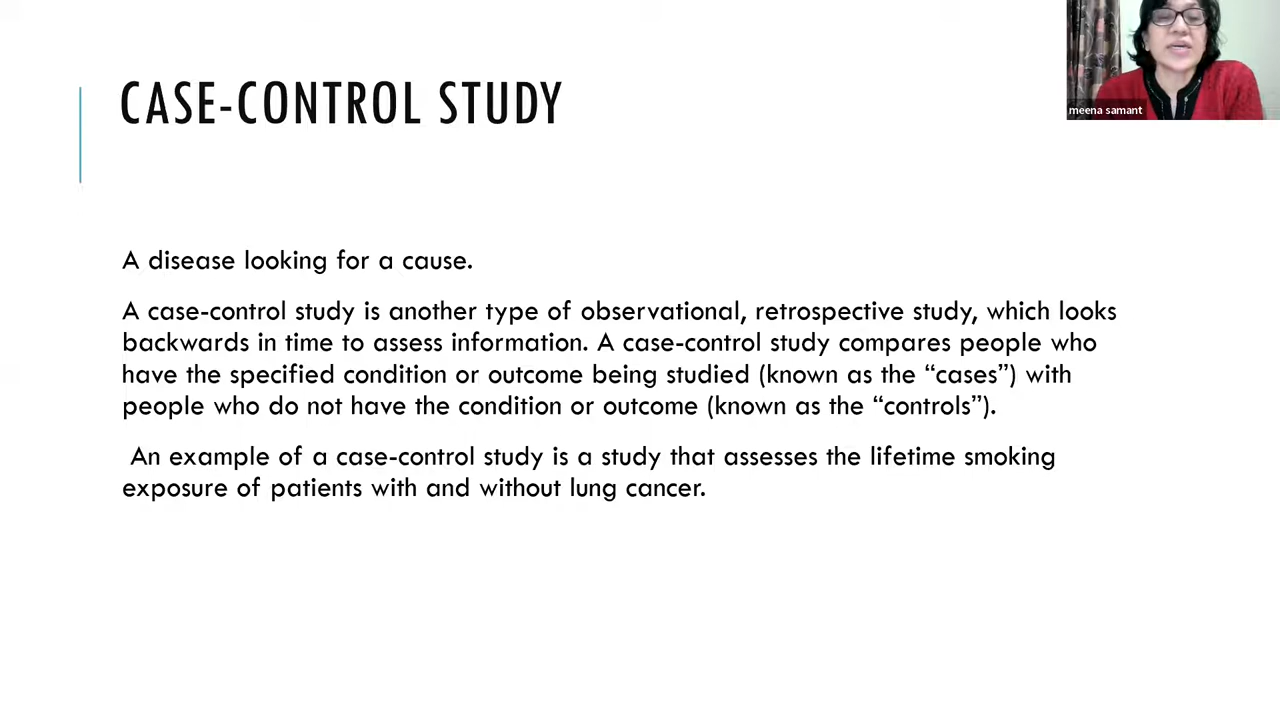 CASE-CONTROL STUDY
meena samant
A disease looking for a cause.
A case-control study is another type of observational, retrospective study, which looks
backwards in time to assess information. A case-control study compares people who
have the specified condition or outcome being studied (known as the “cases”) with
people who do not have the condition or outcome (known as the “controls”).
An example of a case-control study is a study that assesses the lifetime smoking
exposure of patients with and without lung cancer.